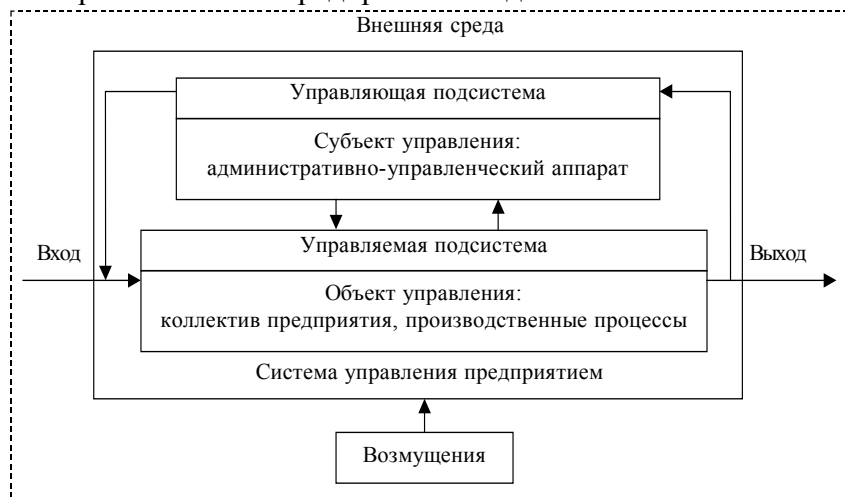 Внешняя среда
Управляющая подсистема
Субъект управления:
административно-управленческий аппарат
Управляемая подсистема
Вход
Выход
Объект управления:
коллектив предприятия, производственные процессы
Система управления предприятием
Возмущения